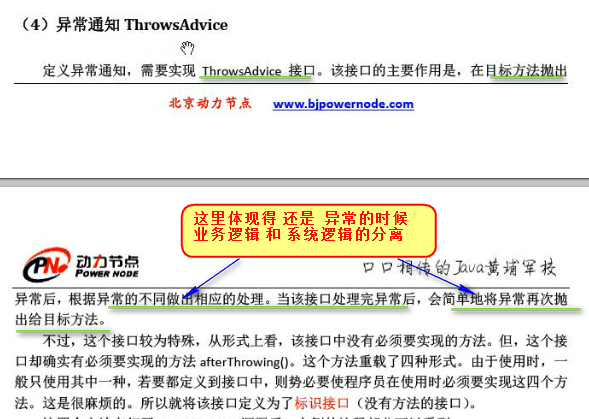 （4）异常通知 ThrowsAdvice
定义异常通知，需要实现 ThrowsAdvice 接口。该接口的主要作用是，在目标方法抛出
北京动力节点 www.bjpowernode.com
这里体现得 还是 异常的时候
业务逻辑 和 系统逻辑的分离
动力节点
POWER NODE
口口相传的Java黄埔军校
异常后，根据异常的不同做出相应的处理。当该接口处理完异常后，会简单地将异常再次抛
出给目标方法。
不过，这个接口较为特殊，从形式上看，该接口中没有必须要实现的方法。但，这个接
口却确实有必须要实现的方法 afterThrowing()。这个方法重载了四种形式。由于使用时，一
般只使用其中一种，若要都定义到接口中，则势必要使程序员在使用时必须要实现这四个方
法。这是很麻烦的。所以就将该接口定义为了标识接口（没有方法的接口）。